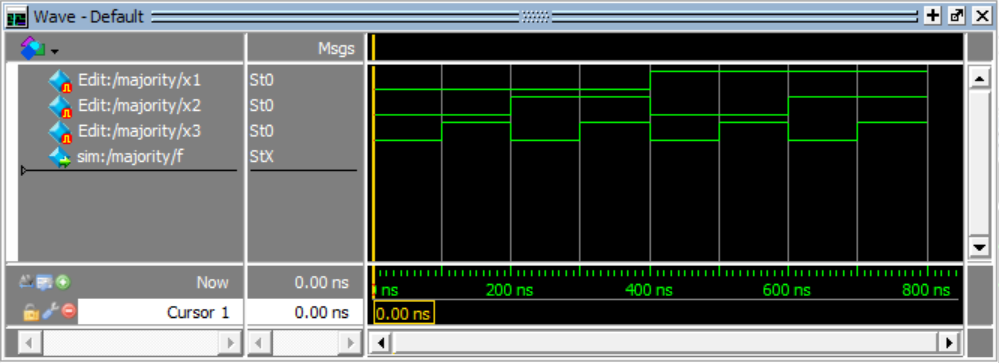 Wave - Default
Msgs
Edit:/majority/x1 St0
Edit:/majority/x2 St0
Edit:/majority/x3 St0
sim:/majority/f StX
Now 0.00 ns ns 200 ns 400 ns 600 ns 800 ns
Cursor 1 0.00 ns 0.00 ns